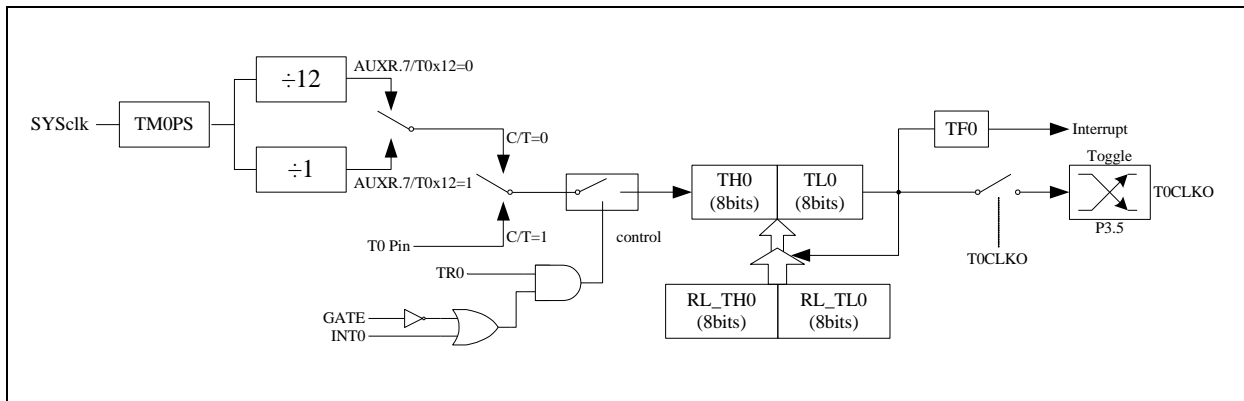 AUXR.7/T0x12=0
÷12
SYSclk
TM0PS
C/T=0
÷1
AUXR.7/T0x12=1
T0 Pin
C/T=1
control
TR0
GATE
INT0
TH0
(8bits)
TL0
(8bits)
RL_TH0
(8bits)
RL_TL0
(8bits)
TF0
Interrupt
Toggle
T0CLKO
P3.5
T0CLKO